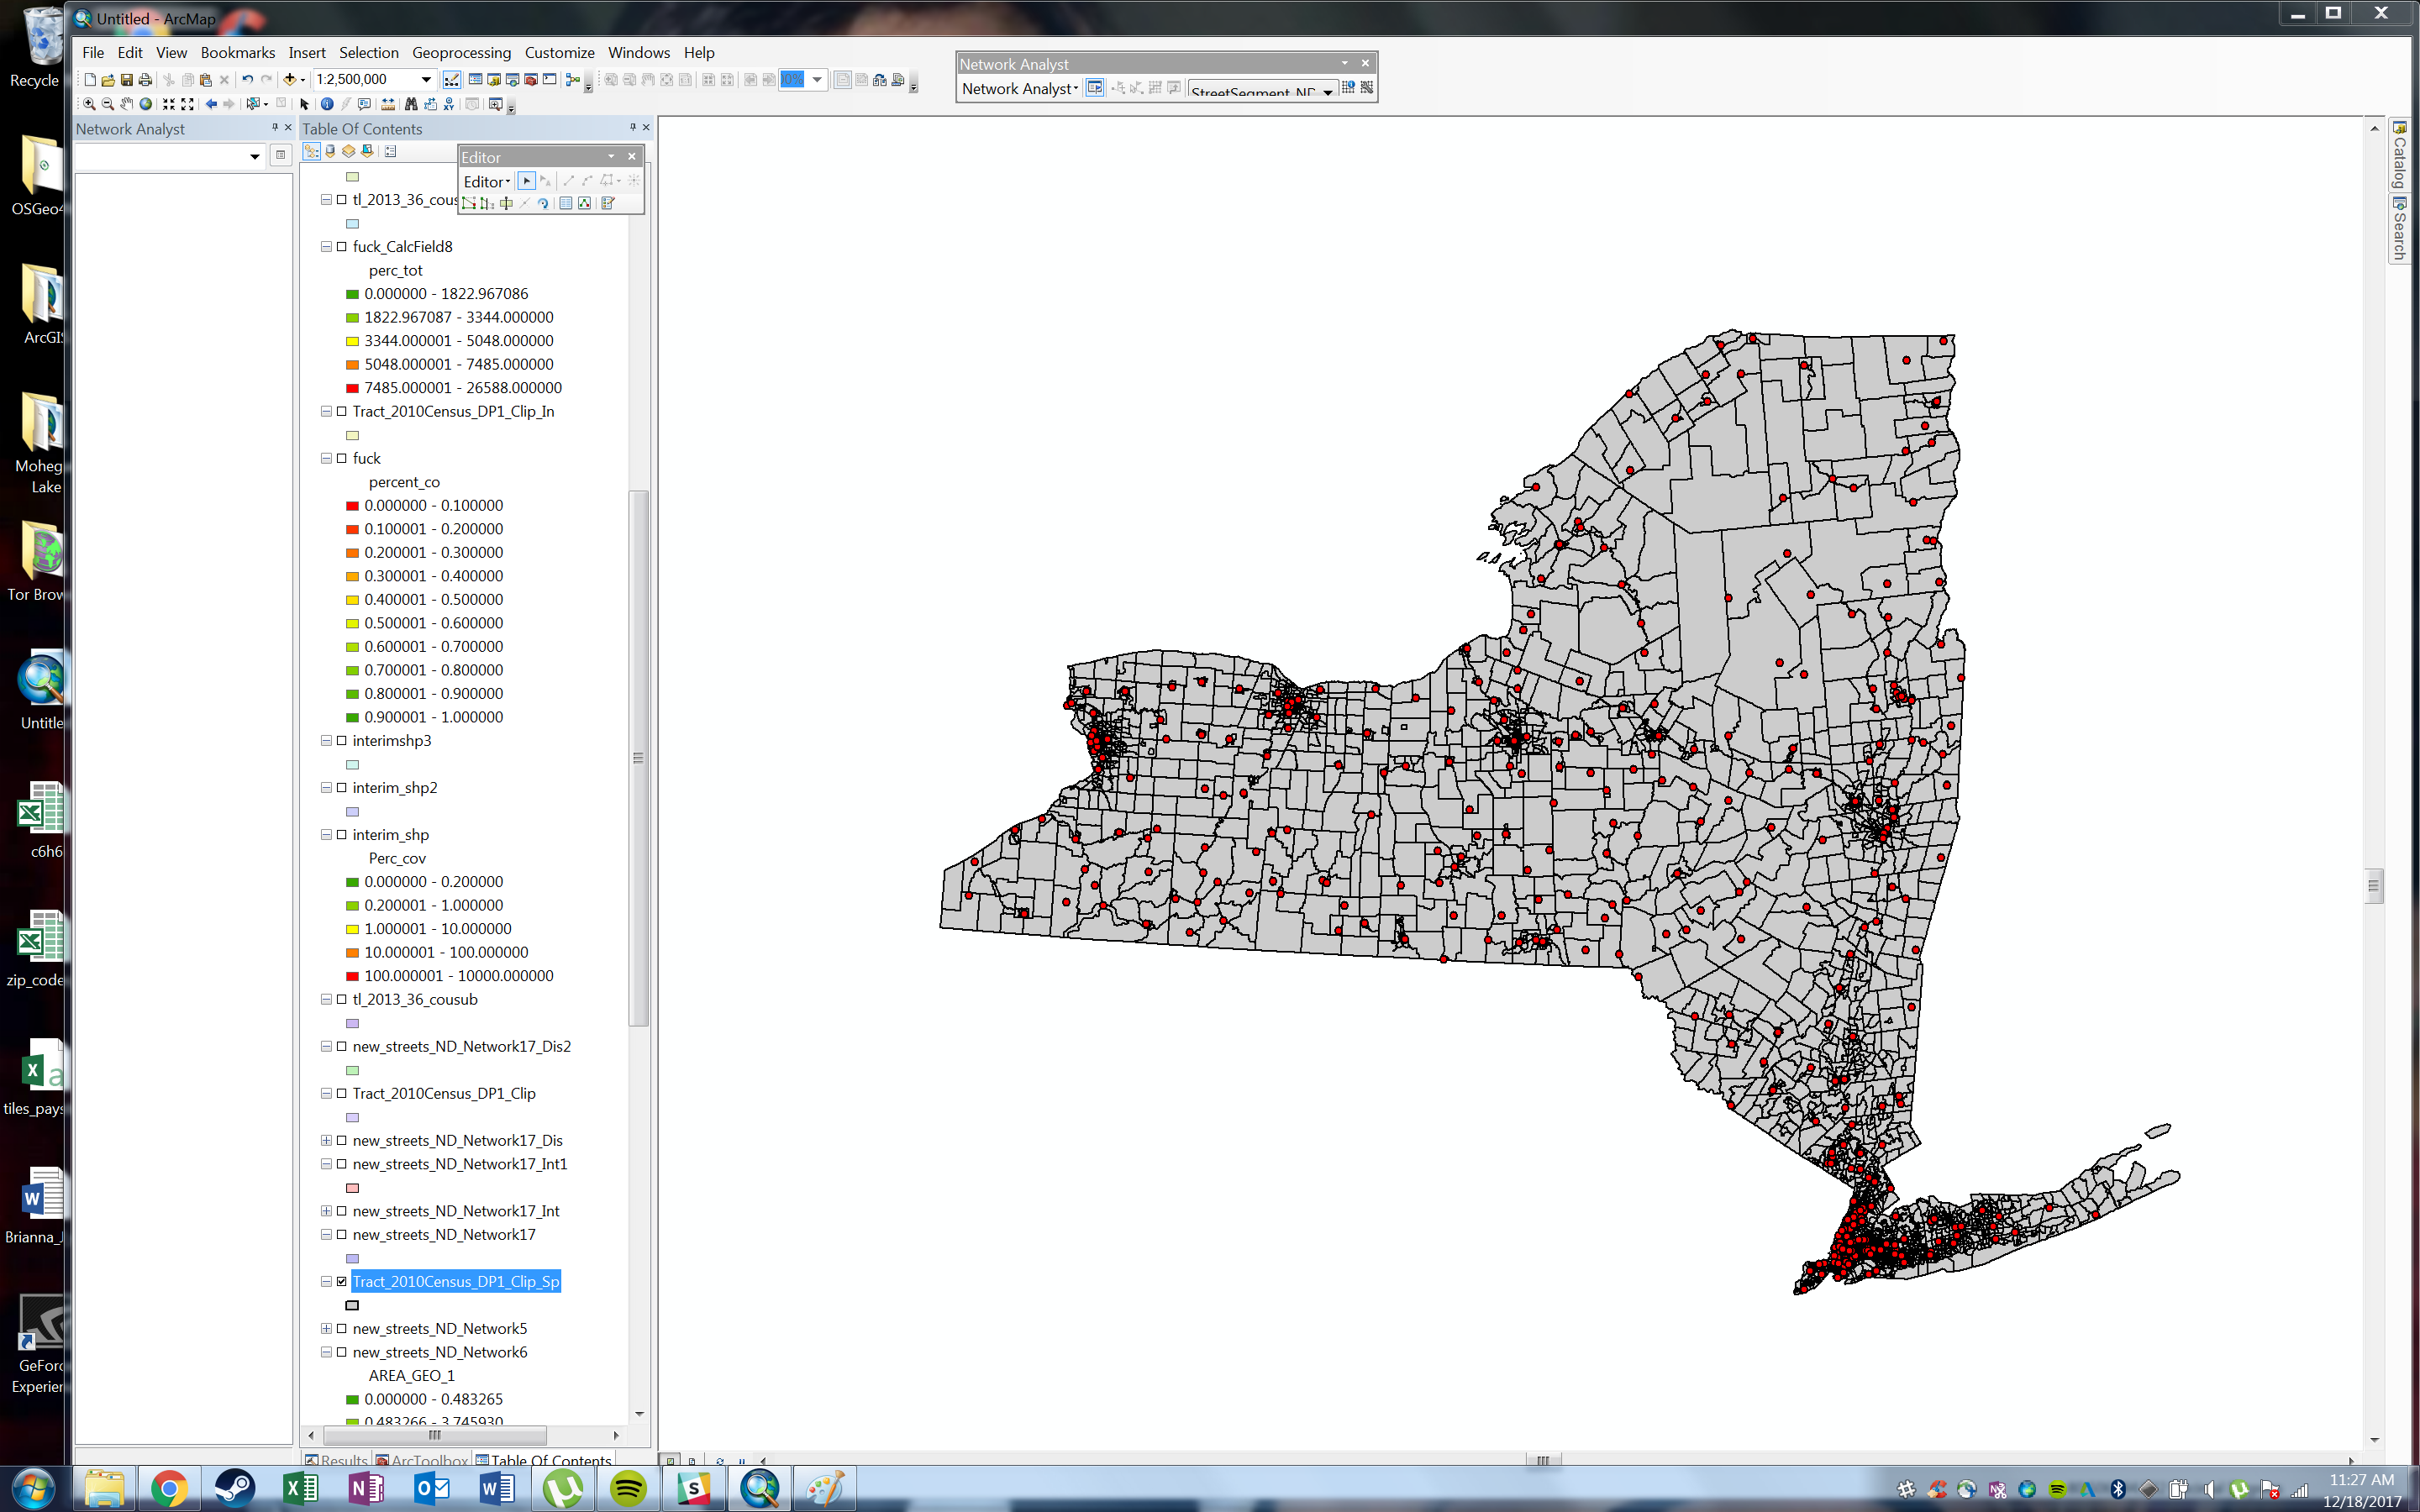 Untitled - ArcMap
File Edit View Bookmarks Insert Selection Geoprocessing Customize Windows Help
1:2,500,000
Network Analyst
Network Analyst
StreetSegment_ND
Network Analyst
Table Of Contents
Editor
Editor
tl_2013_36_cous
fuck_CalcField8
perc_tot
0.000000 - 1822.967086
1822.967087 - 3344.000000
3344.000001 - 5048.000000
5048.000001 - 7485.000000
7485.000001 - 26588.000000
Tract_2010Census_DP1_Clip_In
fuck
percent_co
0.000000 - 0.100000
0.100001 - 0.200000
0.200001 - 0.300000
0.300001 - 0.400000
0.400001 - 0.500000
0.500001 - 0.600000
0.600001 - 0.700000
0.700001 - 0.800000
0.800001 - 0.900000
0.900001 - 1.000000
interimshp3
interim_shp2
interim_shp
Perc_cov
0.000000 - 0.200000
0.200001 - 1.000000
1.000001 - 10.000000
10.000001 - 100.000000
100.000001 - 10000.000000
tl_2013_36_cousub
new_streets_ND_Network17_Dis2
Tract_2010Census_DP1_Clip
new_streets_ND_Network17_Dis
new_streets_ND_Network17_Int1
new_streets_ND_Network17_Int
new_streets_ND_Network17
Tract_2010Census_DP1_Clip_Sp
new_streets_ND_Network5
new_streets_ND_Network6
AREA_GEO_1
0.000000 - 0.483265
0.483266 - 3.745930
Results ArcToolbox Table Of Contents
Catalog
Search
Recycle
OSGeo4
ArcGI
Moheg
Lake
Tor Brow
Untitle
c6h6
zip_code
tiles_pays
Brianna_J
GeForc
Experien
11:27 AM
12/18/2017